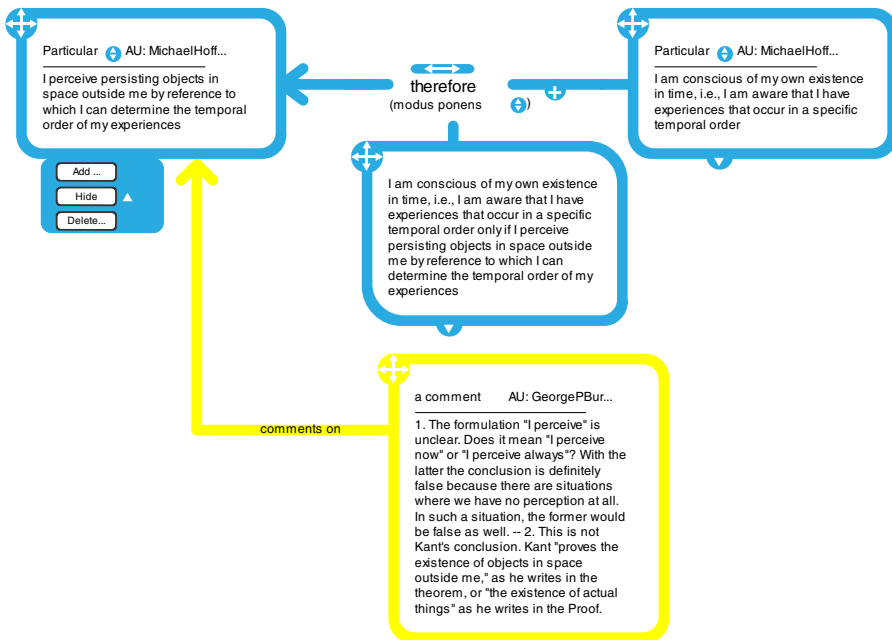 Particular AU: MichaelHoff...
I perceive persisting objects in
space outside me by reference to
which I can determine the temporal
order of my experiences
Add ...
Hide
Delete...
therefore
(modus ponens )
Particular AU: MichaelHoff...
I am conscious of my own existence
in time, i.e., I am aware that I have
experiences that occur in a specific
temporal order
I am conscious of my own existence
in time, i.e., I am aware that I have
experiences that occur in a specific
temporal order only if I perceive
persisting objects in space outside
me by reference to which I can
determine the temporal order of my
experiences
comments on
a comment AU: GeorgePBur...
1. The formulation "I perceive" is
unclear. Does it mean "I perceive
now" or "I perceive always"? With the
latter the conclusion is definitely
false because there are situations
where we have no perception at all.
In such a situation, the former would
be false as well. -- 2. This is not
Kant's conclusion. Kant "proves the
existence of objects in space
outside me," as he writes in the
theorem, or "the existence of actual
things" as he writes in the Proof.